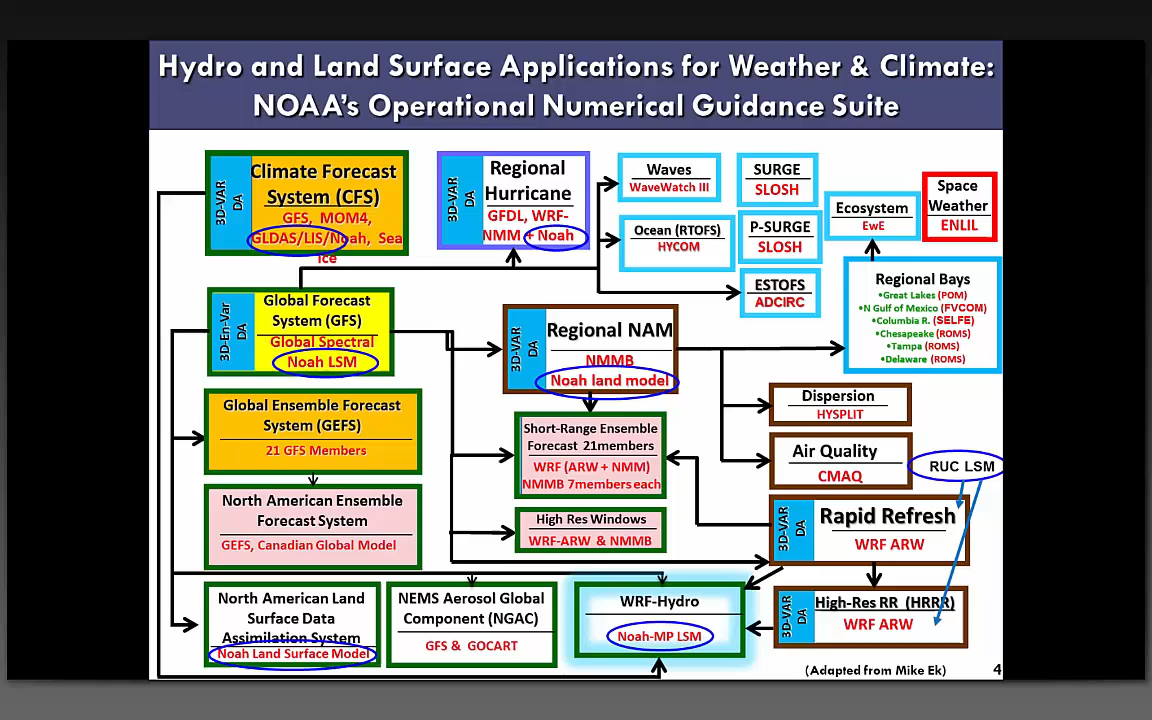 Hydro and Land Surface Applications for Weather & Climate:
NOAA's Operational Numerical Guidance Suite
3D-VAR
DA
Climate Forecast
System (CFS)
GFS, MOM4,
GLDAS/LIS/Noah, Sea
Ice
3D-VAR
DA
Regional
Hurricane
GFDL, WRF-
NMM + Noah
Waves
WaveWatch III
SURGE
SLOSH
Ocean (RTOFS)
HYCOM
P-SURGE
SLOSH
ESTOFS
ADCIRC
Ecosystem
EwE
Space
Weather
ENLIL
Regional Bays
•Great Lakes (POM)
•N Gulf of Mexico (FVCOM)
•Columbia R. (SELFE)
•Chesapeake (ROMS)
•Tampa (ROMS)
•Delaware (ROMS)
3D-En-Var
DA
Global Forecast
System (GFS)
Global Spectral
Noah LSM
3D-VAR
DA
Regional NAM
NMMB
Noah land model
Global Ensemble Forecast
System (GEFS)
21 GFS Members
Short-Range Ensemble
Forecast 21members
WRF (ARW + NMM)
NMMB 7members each
Dispersion
HYSPLIT
Air Quality
CMAQ
RUC LSM
North American Ensemble
Forecast System
GEFS, Canadian Global Model
High Res Windows
WRF-ARW & NMMB
3D-VAR
DA
Rapid Refresh
WRF ARW
North American Land
Surface Data
Assimilation System
Noah Land Surface Model
NEMS Aerosol Global
Component (NGAC)
GFS & GOCART
WRF-Hydro
Noah-MP LSM
3D-VAR
DA
High-Res RR (HRRR)
WRF ARW
(Adapted from Mike Ek)
4